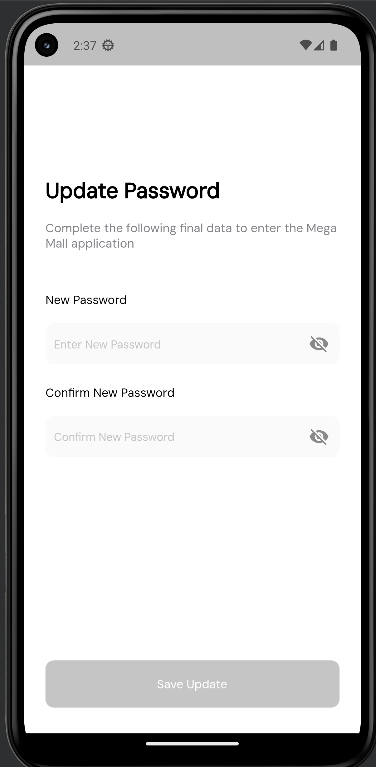 2:37
Update Password
Complete the following final data to enter the Mega
Mall application
New Password
Enter New Password
Confirm New Password
Confirm New Password
Save Update